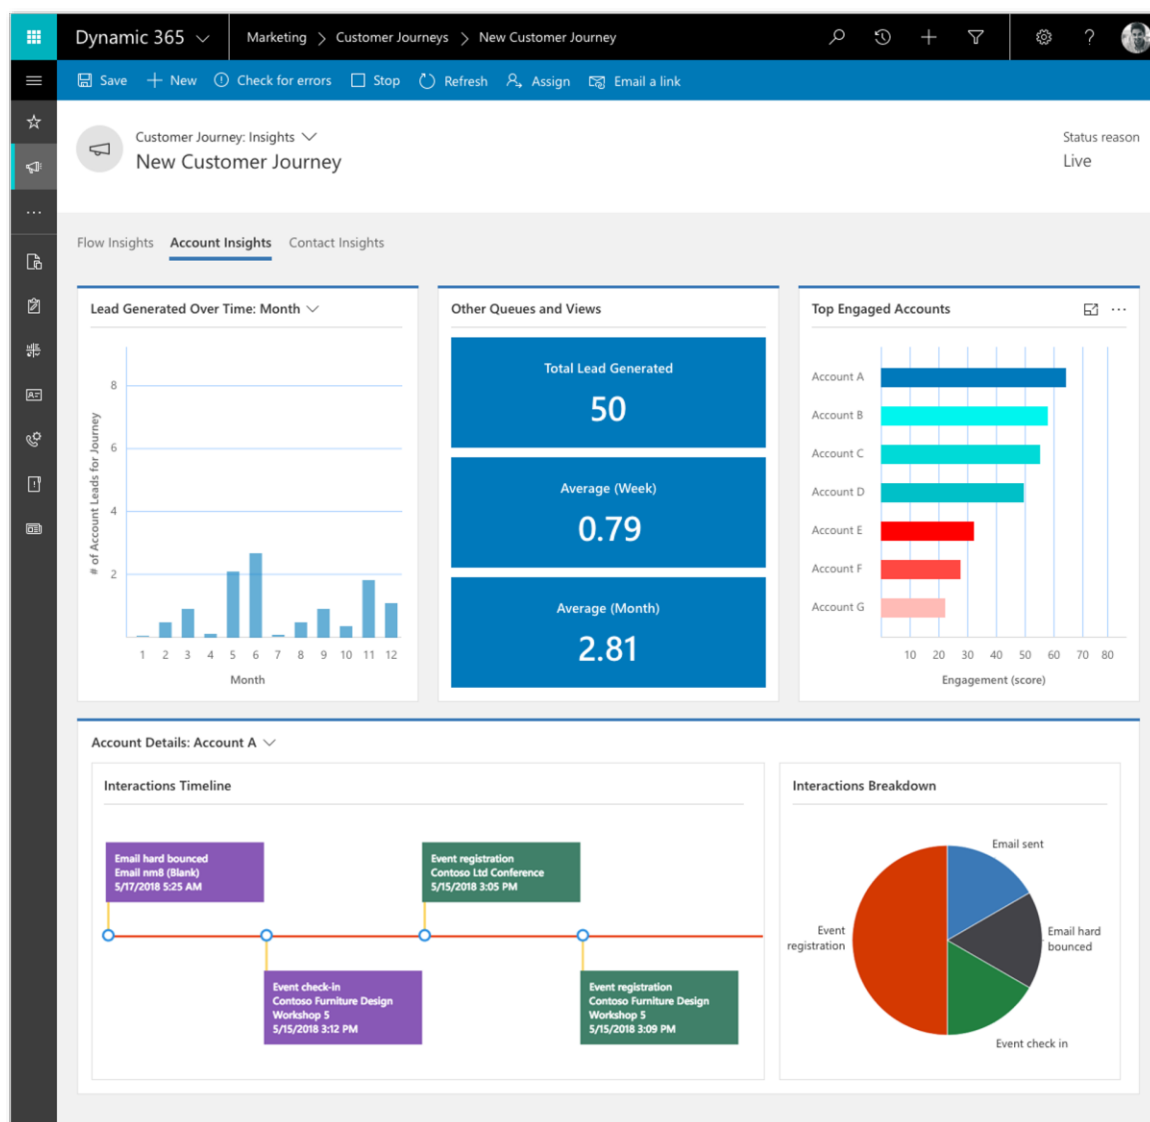 Dynamic 365
Marketing > Customer Journeys > New Customer Journey
?
Save
New
Check for errors
Stop
Refresh
Assign
Email a link
Customer Journey: Insights
New Customer Journey
Status reason
Live
Flow Insights
Account Insights
Contact Insights
Lead Generated Over Time: Month
# of Account Leads for Journey
8
6
4
2
1 2 3 4 5 6 7 8 9 10 11 12
Month
Other Queues and Views
Total Lead Generated
50
Average (Week)
0.79
Average (Month)
2.81
Top Engaged Accounts
Account A
Account B
Account C
Account D
Account E
Account F
Account G
10 20 30 40 50 60 70 80
Engagement (score)
Account Details: Account A
Interactions Timeline
Email hard bounced
Email nm8 (Blank)
5/17/2018 5:25 AM
Event check-in
Contoso Furniture Design
Workshop 5
5/15/2018 3:12 PM
Event registration
Contoso Ltd Conference
5/15/2018 3:05 PM
Event registration
Contoso Furniture Design
Workshop 5
5/15/2018 3:09 PM
Interactions Breakdown
Email sent
Email hard
bounced
Event
registration
Event check in